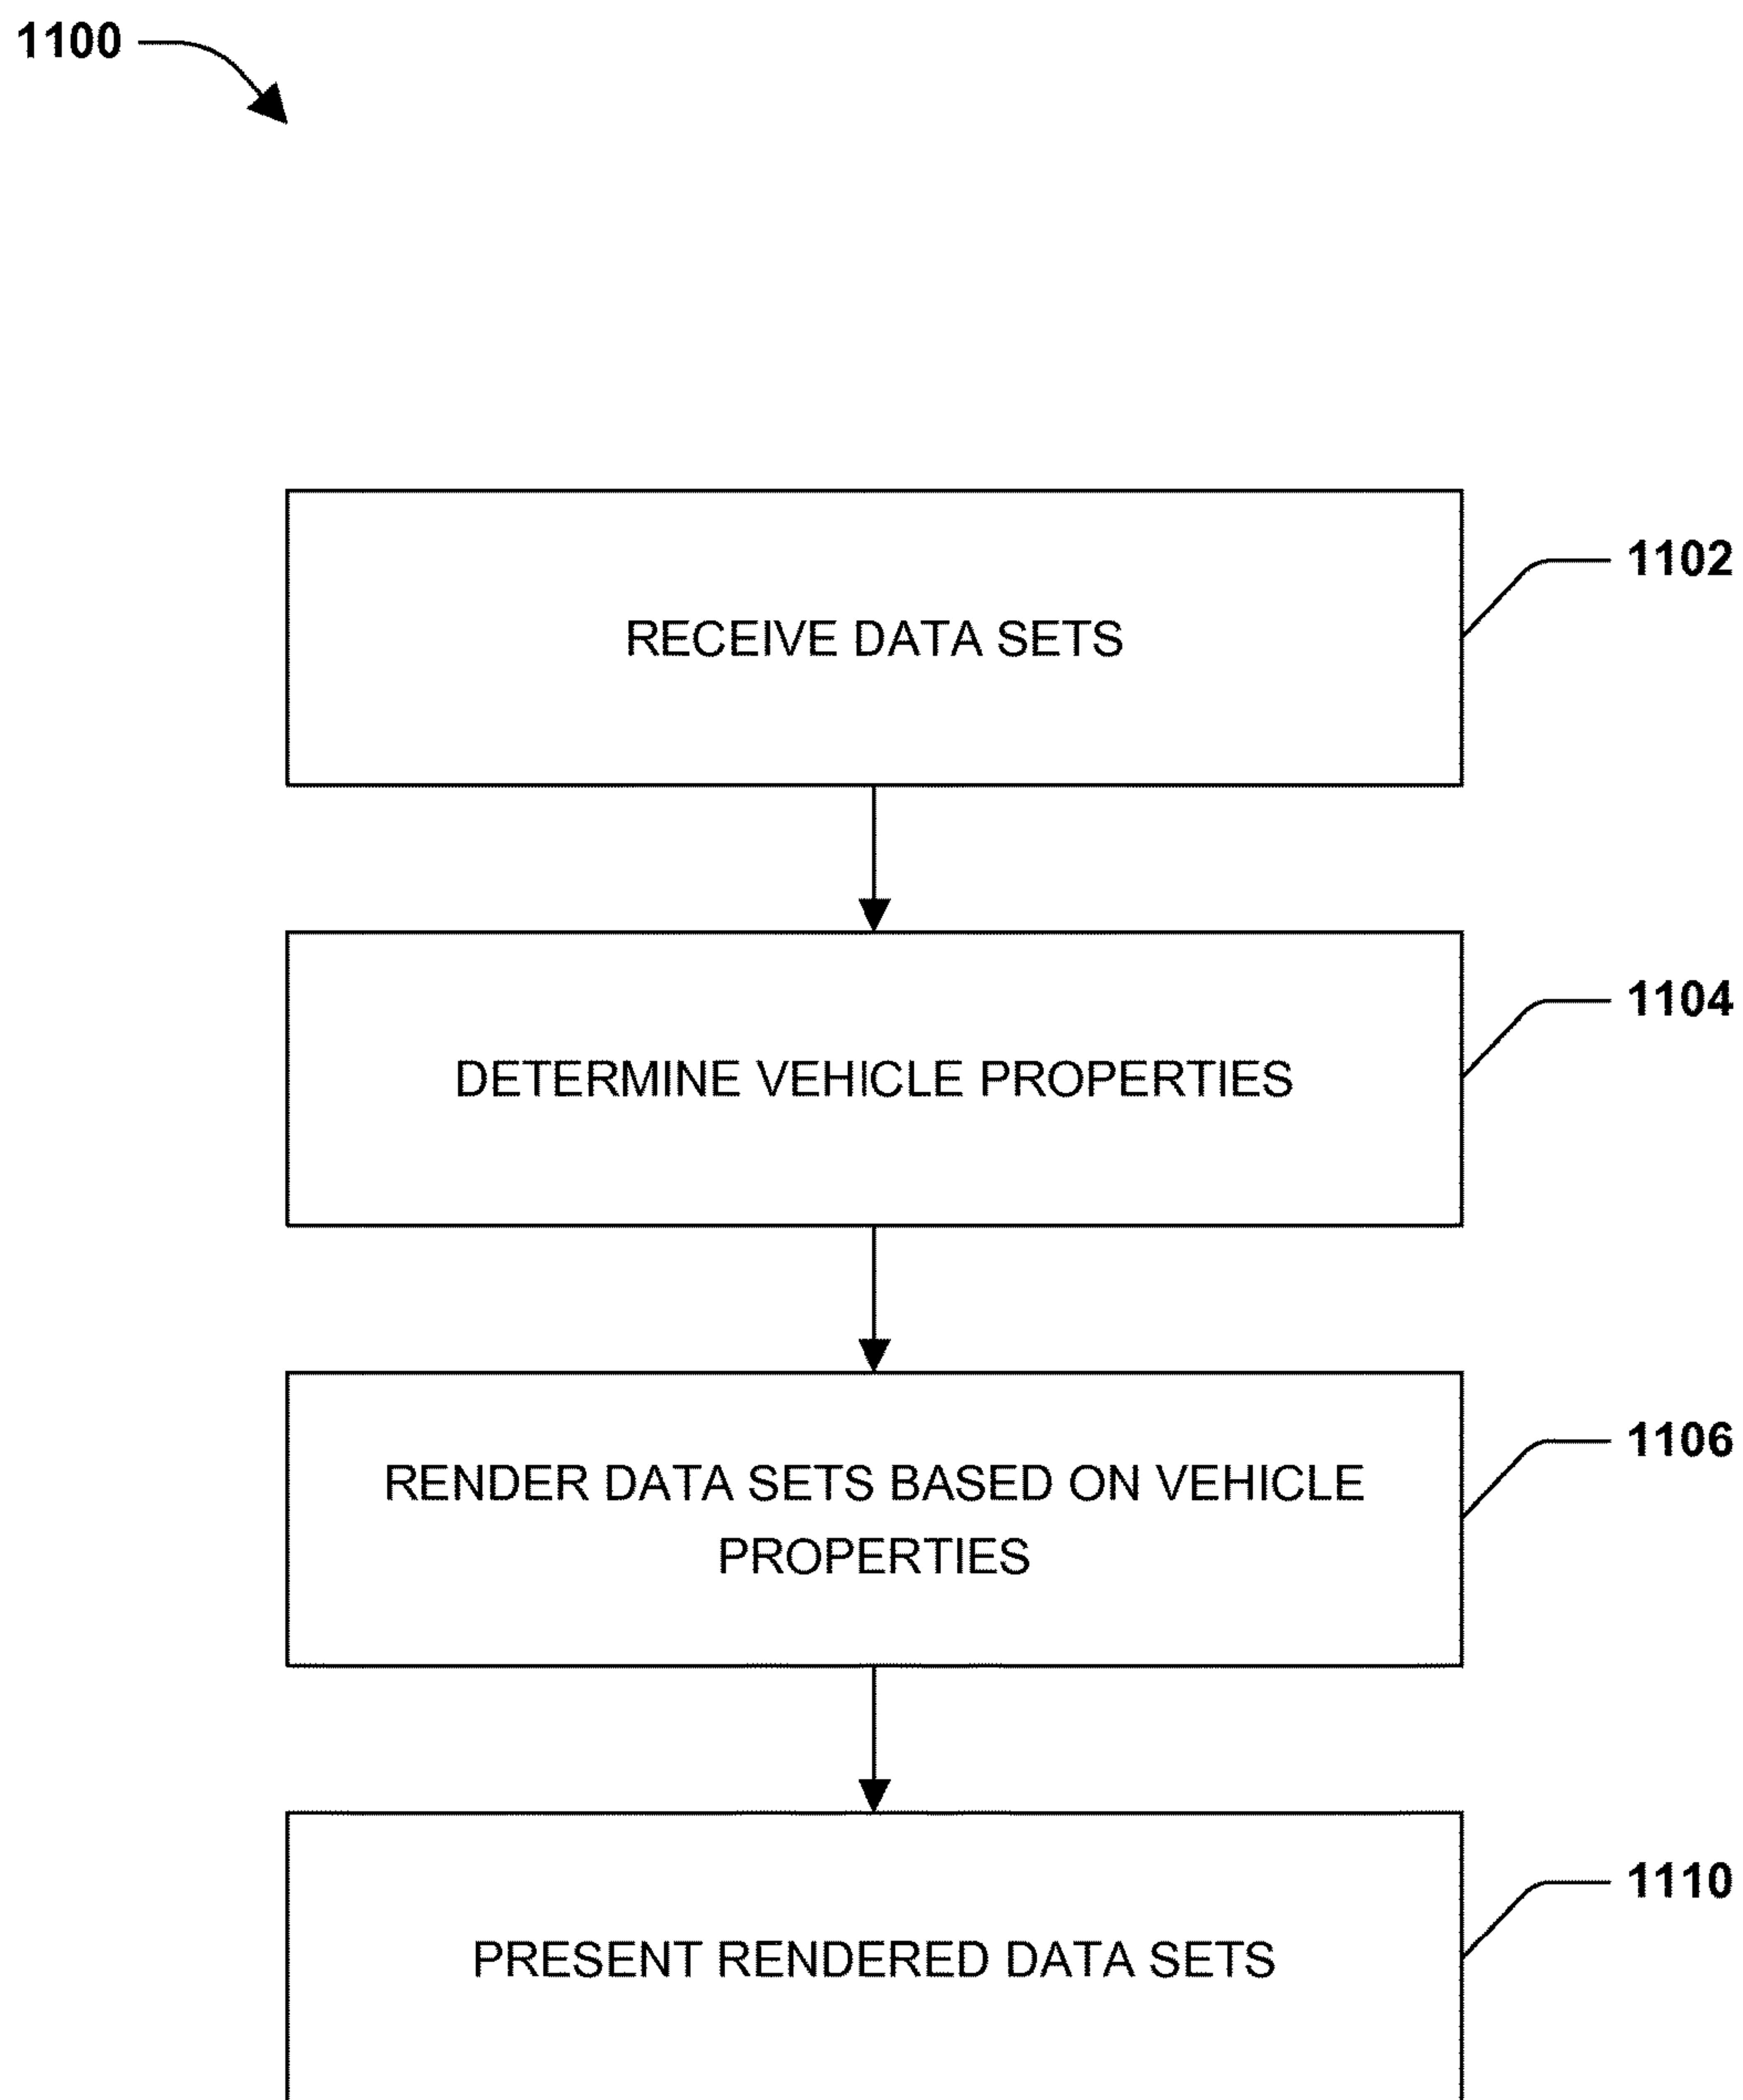 1100
RECEIVE DATA SETS
1102
DETERMINE VEHICLE PROPERTIES
1104
RENDER DATA SETS BASED ON VEHICLE
PROPERTIES
1106
PRESENT RENDERED DATA SETS
1110